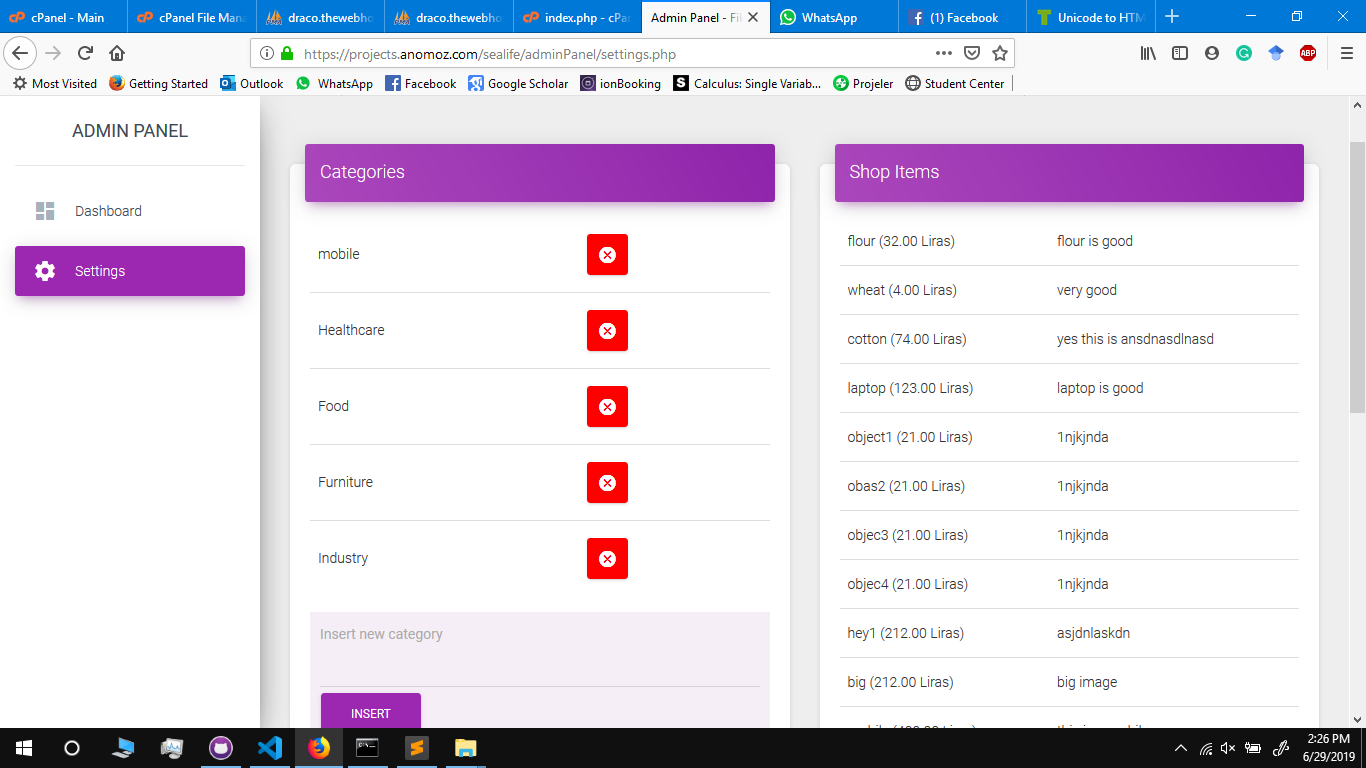 cPanel - Main
cPanel File Mana
draco.thewebho
draco.thewebho
index.php - cPa
Admin Panel - Fil
WhatsApp
(1) Facebook
Unicode to HTM
https://projects.anomoz.com/sealife/adminPanel/settings.php
ABP
Most Visited
Getting Started
Outlook
WhatsApp
Facebook
Google Scholar
ionBooking
Calculus: Single Variab...
Projeler
Student Center
ADMIN PANEL
Dashboard
Settings
Categories
mobile
Healthcare
Food
Furniture
Industry
Insert new category
INSERT
Shop Items
flour (32.00 Liras) flour is good
wheat (4.00 Liras) very good
cotton (74.00 Liras) yes this is ansdnasdlnasd
laptop (123.00 Liras) laptop is good
object1 (21.00 Liras) 1njkjnda
obas2 (21.00 Liras) 1njkjnda
objec3 (21.00 Liras) 1njkjnda
objec4 (21.00 Liras) 1njkjnda
hey1 (212.00 Liras) asjdnlaskdn
big (212.00 Liras) big image
2:26 PM
6/29/2019